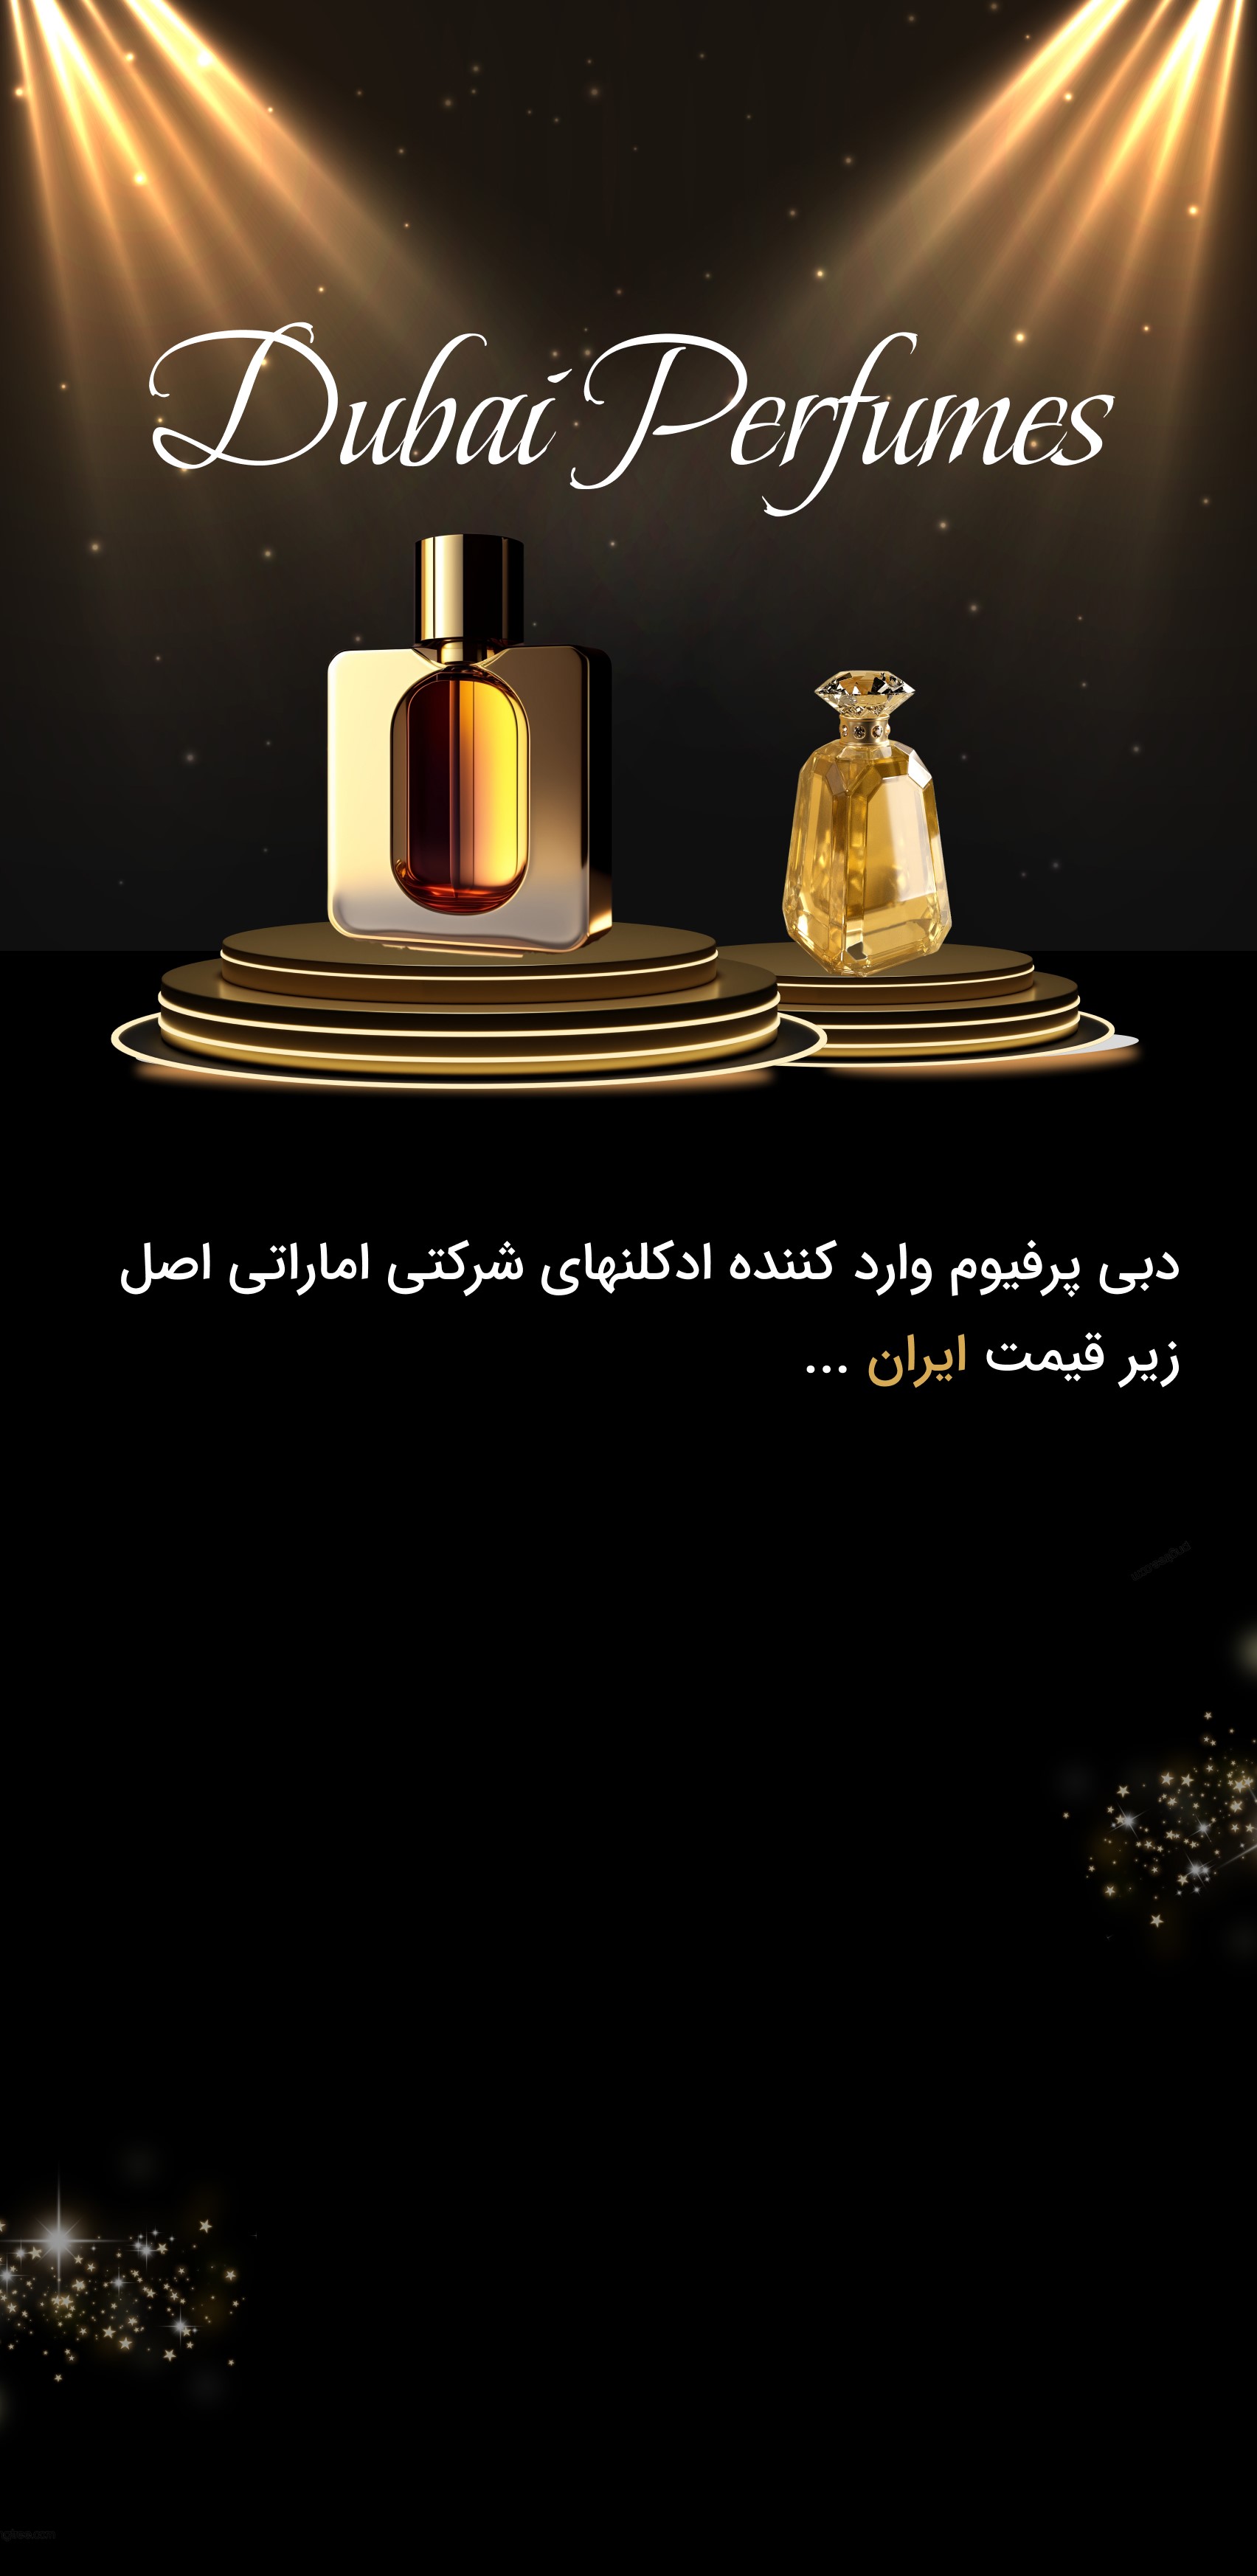 Dubai Perfumes
دبی پرفیوم وارد کننده ادکلنهای شرکتی اماراتی اصل
زیر قیمت ایران ...